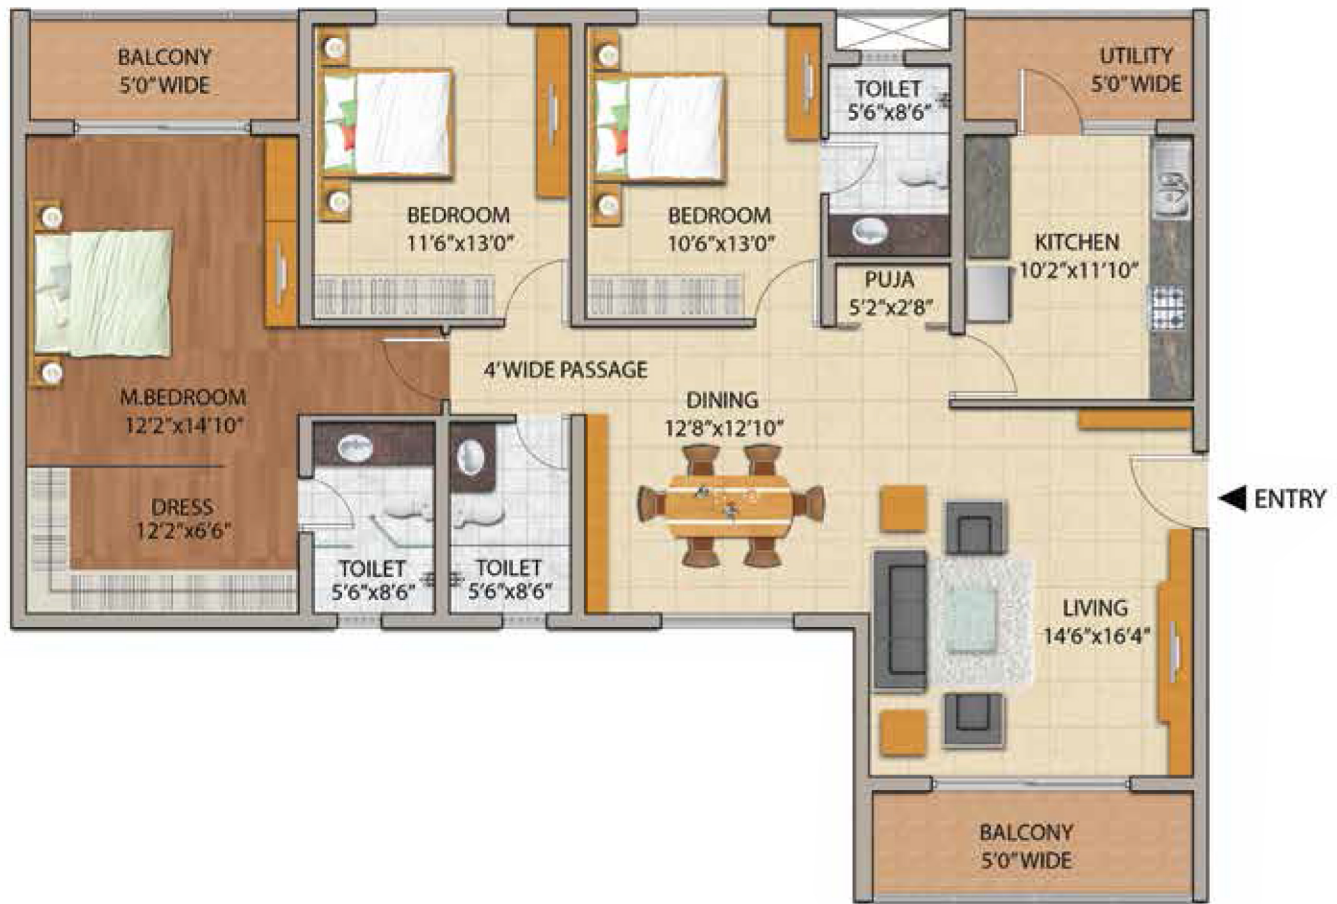 BALCONY
5'0" WIDE
BEDROOM
11'6"x13'0"
BEDROOM
10'6"x13'0"
TOILET
5'6"x8'6"
UTILITY
5'0" WIDE
PUJA
5'2"x2'8"
KITCHEN
10'2"x11'10"
M.BEDROOM
12'2"x14'10"
4' WIDE PASSAGE
DINING
12'8"x12'10"
ENTRY
DRESS
12'2"x6'6"
TOILET
5'6"x8'6"
TOILET
5'6"x8'6"
LIVING
14'6"x16'4"
BALCONY
5'0" WIDE